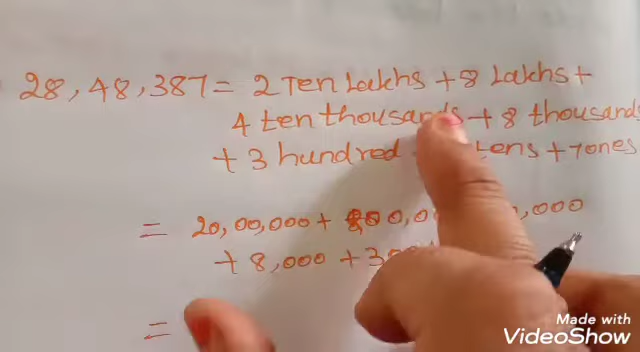 28,48,387 = 2 Ten Lakhs + 8 Lakhs +
4 ten thousands + 8 thousands
+ 3 hundred tens + 7 ones
= 20,00,000 + ,000
+ 8,000 +
=
Made with
VideoShow